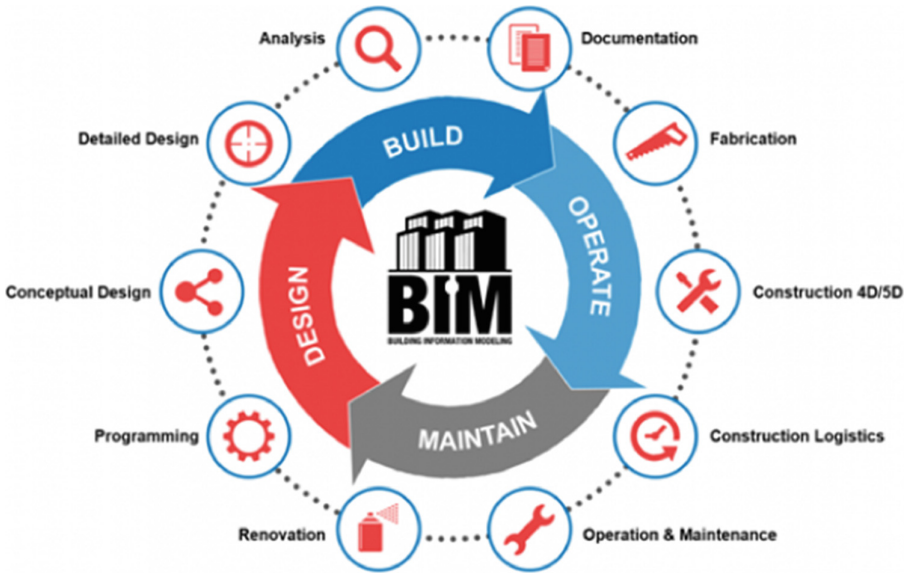 Analysis
Documentation
Detailed Design
Fabrication
Conceptual Design
Construction 4D/5D
Programming
Construction Logistics
Renovation
Operation & Maintenance
BUILD
OPERATE
DESIGN
MAINTAIN
BIM
BUILDING INFORMATION MODELING